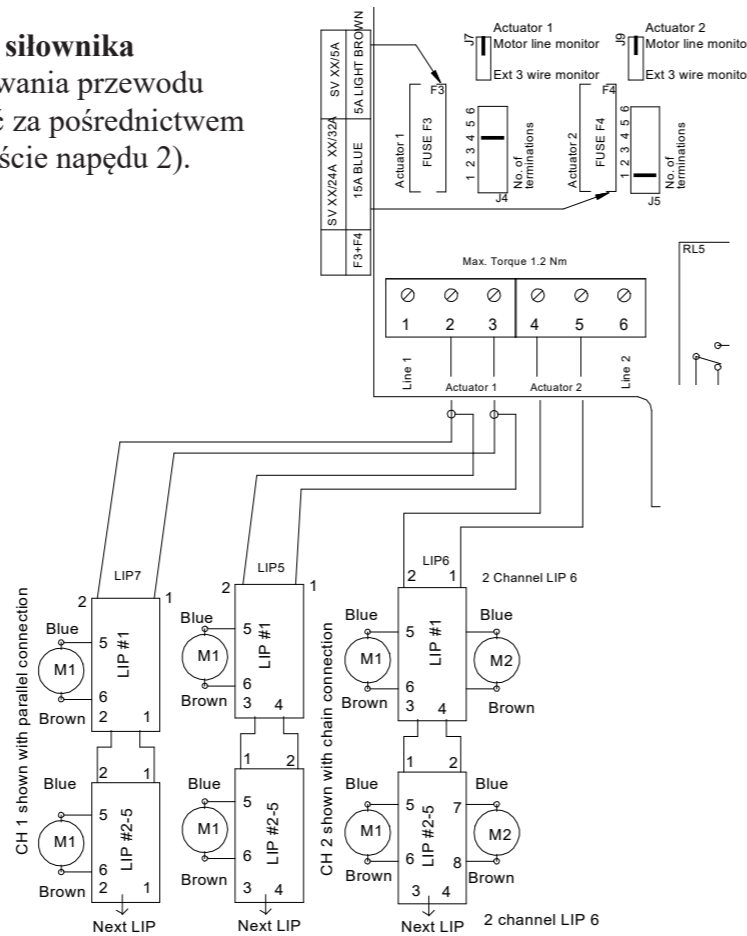 siłownika
wania przewodu
ć za pośrednictwem
ście napędu 2).
SV XX/5A
5A LIGHT BROWN
SV XX/24A XX/32A
15A BLUE
F3+F4
Actuator 1
FUSE F3
F3
J7
Actuator 1
Motor line monitor
Ext 3 wire monitor
1 2 3 4 5 6
No. of
terminations
J4
J9
Actuator 2
Motor line monito
Ext 3 wire monito
Actuator 2
FUSE F4
F4
1 2 3 4 5 6
No. of
terminations
J5
RL5
Max. Torque 1.2 Nm
1 2 3 4 5 6
Line 1
Actuator 1
Actuator 2
Line 2
CH 1 shown with parallel connection
LIP7
2 1
Blue
M1
Brown
5
6
LIP #1
2 1
2 1
Blue
M1
Brown
5
6
LIP #2-5
2 1
Next LIP
LIP5
2 1
Blue
M1
Brown
5
6
LIP #1
3 4
1 2
Blue
M1
Brown
5
6
LIP #2-5
3 4
Next LIP
CH 2 shown with chain connection
LIP6
2 1
2 Channel LIP 6
Blue
M1
Brown
5
6
LIP #1
3 4
Blue
M2
Brown
1 2
Blue
M1
Brown
5
6
LIP #2-5
7
8
3 4
Blue
M2
Brown
Next LIP
2 channel LIP 6